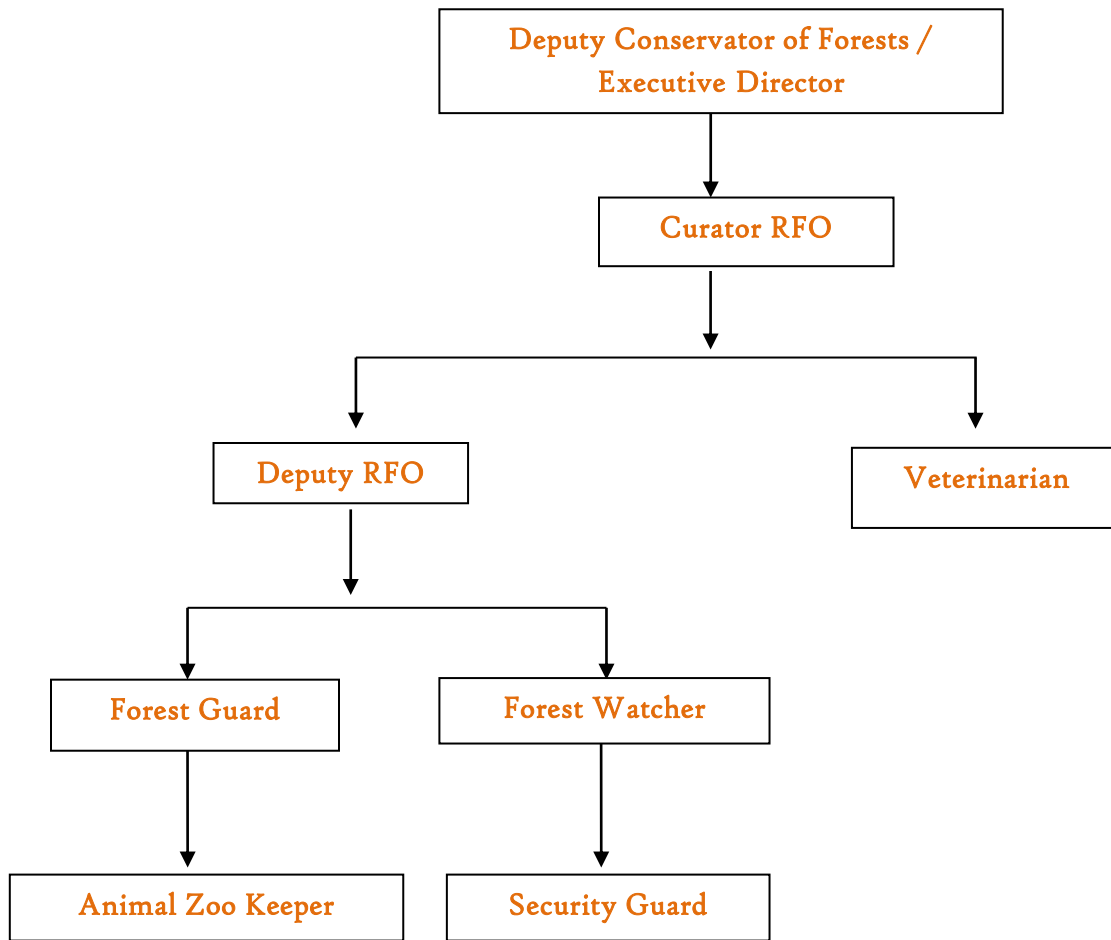 Deputy Conservator of Forests /
Executive Director
Curator RFO
Deputy RFO
Veterinarian
Forest Guard
Forest Watcher
Animal Zoo Keeper
Security Guard